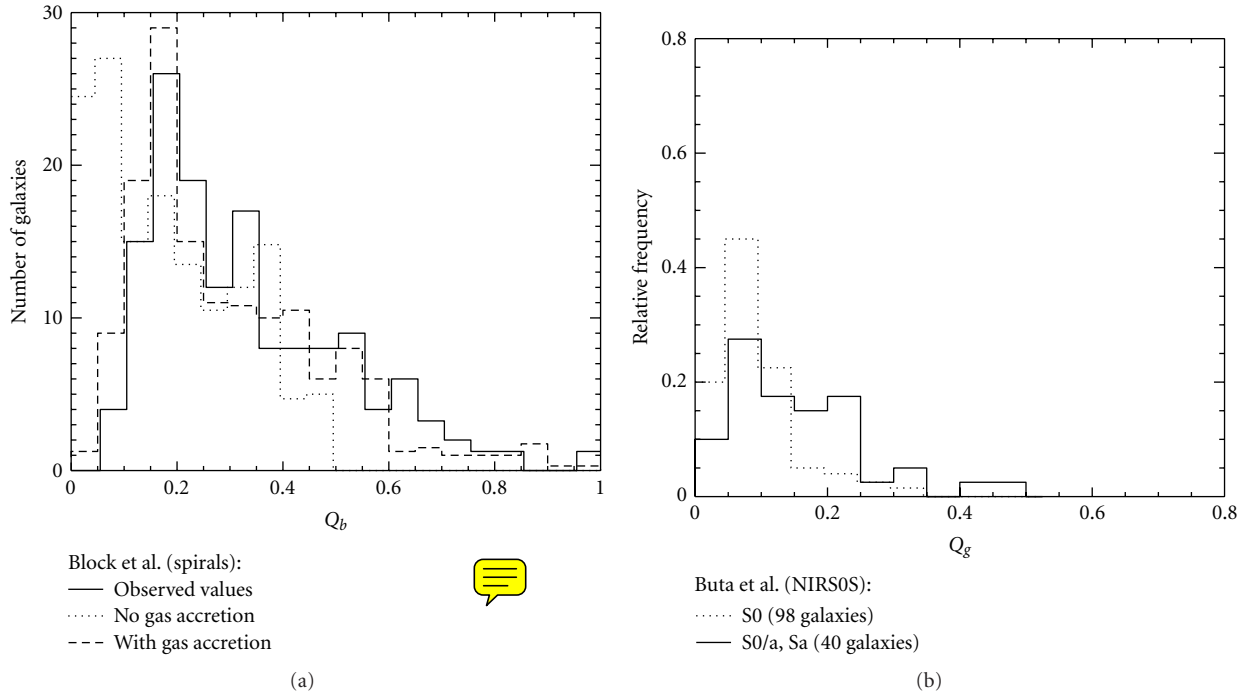 30
20
10
0
Number of galaxies
0
0.2
0.4
0.6
0.8
1
Q_b
Block et al. (spirals):
Observed values
No gas accretion
With gas accretion
(a)
0.8
0.6
0.4
0.2
0
Relative frequency
0
0.2
0.4
0.6
0.8
Q_g
Buta et al. (NIRS0S):
S0 (98 galaxies)
S0/a, Sa (40 galaxies)
(b)